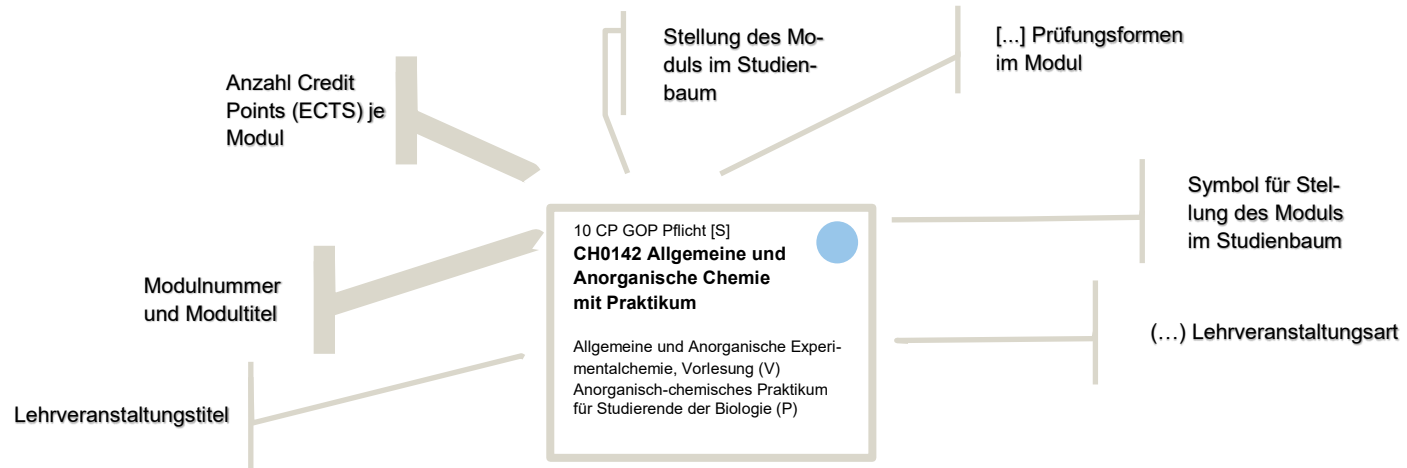 Stellung des Mo-
duls im Studien-
baum
[...] Prüfungsformen
im Modul
Anzahl Credit
Points (ECTS) je
Modul
Symbol für Stel-
lung des Moduls
im Studienbaum
10 CP GOP Pflicht [S]
CH0142 Allgemeine und
Anorganische Chemie
mit Praktikum
Allgemeine und Anorganische Experi-
mentalchemie, Vorlesung (V)
Anorganisch-chemisches Praktikum
für Studierende der Biologie (P)
Modulnummer
und Modultitel
(…) Lehrveranstaltungsart
Lehrveranstaltungstitel